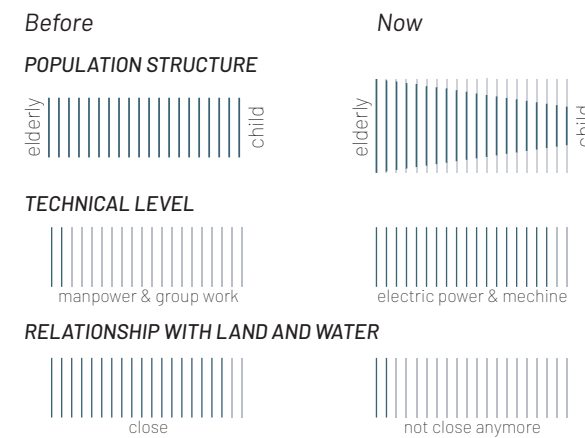 Before
Now
POPULATION STRUCTURE
elderly
child
elderly
child
TECHNICAL LEVEL
manpower & group work
electric power & mechine
RELATIONSHIP WITH LAND AND WATER
close
not close anymore